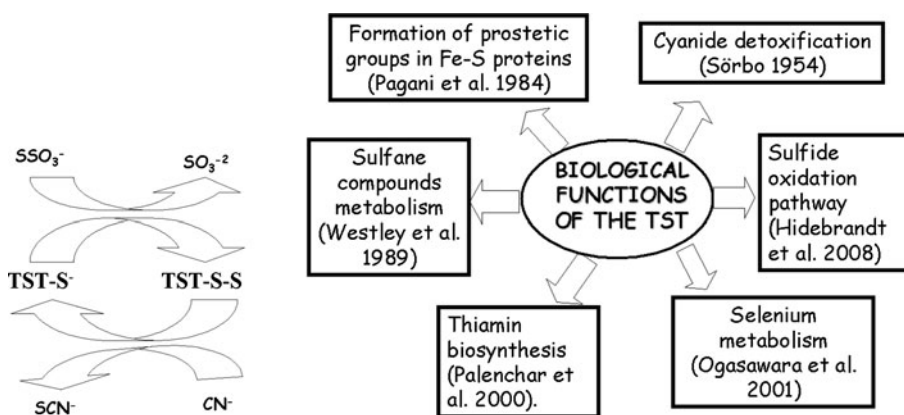 SSO₃⁻
SO₃⁻²
TST-S⁻
TST-S-S
SCN⁻
CN⁻
Formation of prostetic
groups in Fe-S proteins
(Pagani et al. 1984)
Cyanide detoxification
(Sörbo 1954)
Sulfane
compounds
metabolism
(Westley et al.
1989)
BIOLOGICAL
FUNCTIONS
OF THE TST
Sulfide
oxidation
pathway
(Hidebrandt
et al. 2008)
Thiamin
biosynthesis
(Palenchar et
al. 2000).
Selenium
metabolism
(Ogasawara et al.
2001)